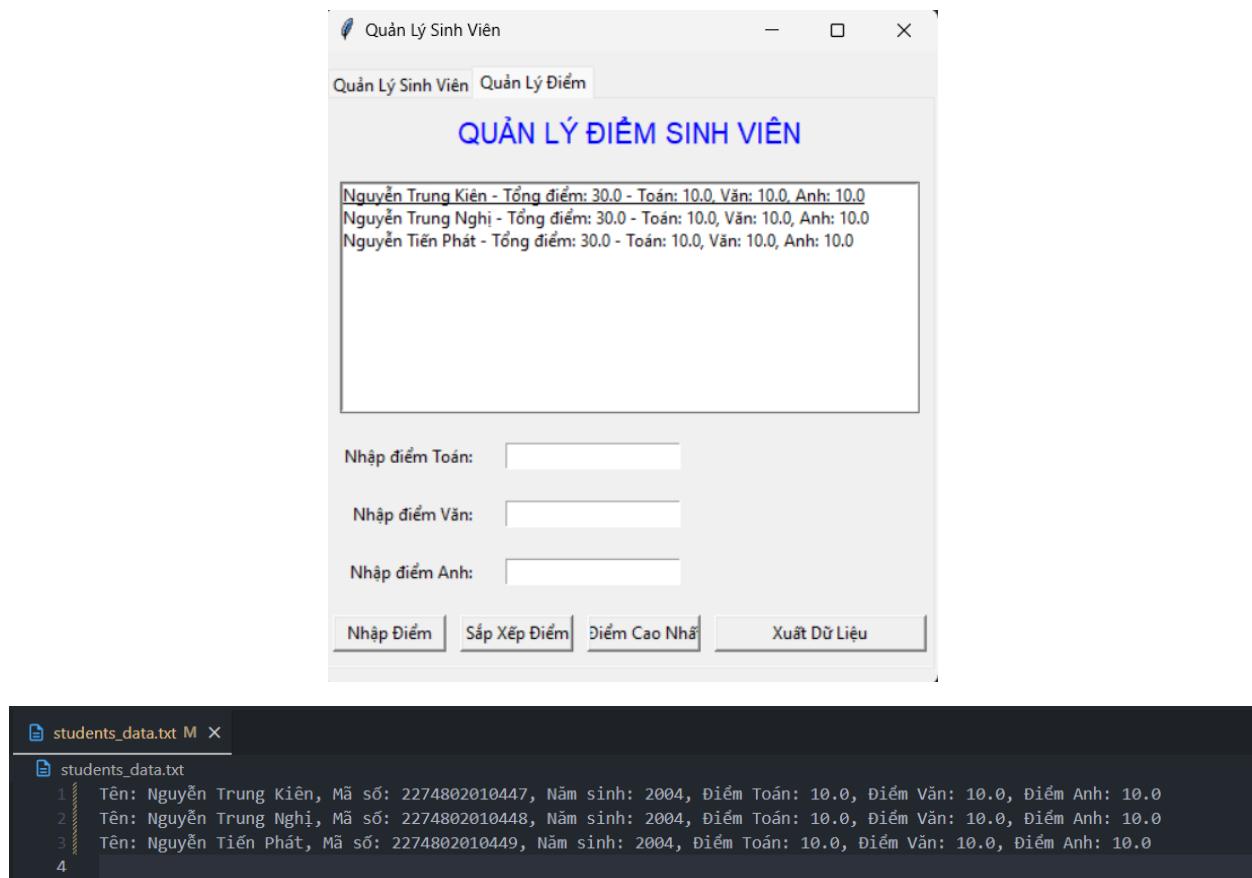 Quản Lý Sinh Viên
Quản Lý Sinh Viên Quản Lý Điểm
QUẢN LÝ ĐIỂM SINH VIÊN
Nguyễn Trung Kiên - Tổng điểm: 30.0 - Toán: 10.0, Văn: 10.0, Anh: 10.0
Nguyễn Trung Nghị - Tổng điểm: 30.0 - Toán: 10.0, Văn: 10.0, Anh: 10.0
Nguyễn Tiến Phát - Tổng điểm: 30.0 - Toán: 10.0, Văn: 10.0, Anh: 10.0
Nhập điểm Toán:
Nhập điểm Văn:
Nhập điểm Anh:
Nhập Điểm Sắp Xếp Điểm Điểm Cao Nhất Xuất Dữ Liệu
students_data.txt M
students_data.txt
1 Tên: Nguyễn Trung Kiên, Mã số: 2274802010447, Năm sinh: 2004, Điểm Toán: 10.0, Điểm Văn: 10.0, Điểm Anh: 10.0
2 Tên: Nguyễn Trung Nghị, Mã số: 2274802010448, Năm sinh: 2004, Điểm Toán: 10.0, Điểm Văn: 10.0, Điểm Anh: 10.0
3 Tên: Nguyễn Tiến Phát, Mã số: 2274802010449, Năm sinh: 2004, Điểm Toán: 10.0, Điểm Văn: 10.0, Điểm Anh: 10.0
4